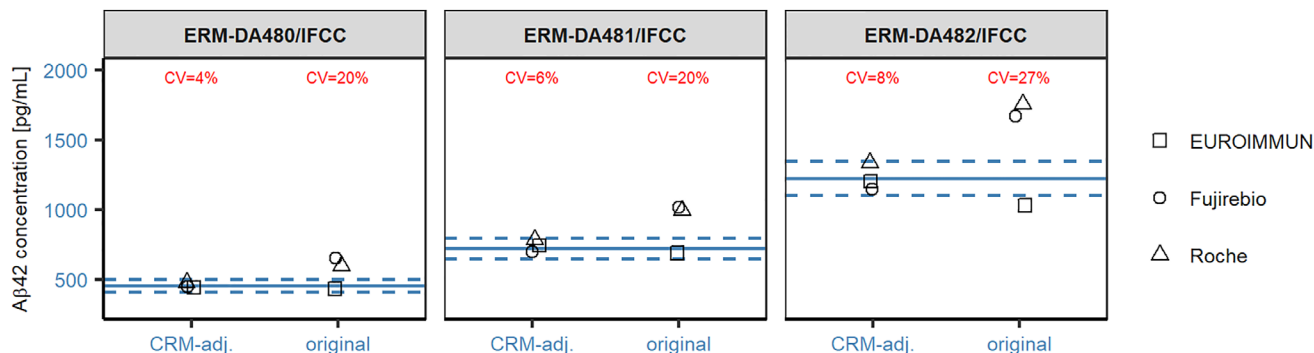 ERM-DA480/IFCC ERM-DA481/IFCC ERM-DA482/IFCC
CV=4% CV=20% CV=6% CV=20% CV=8% CV=27%
Aβ42 concentration [pg/mL]
2000
1500
1000
500
EUROIMMUN
Fujirebio
Roche
CRM-adj. original CRM-adj. original CRM-adj. original